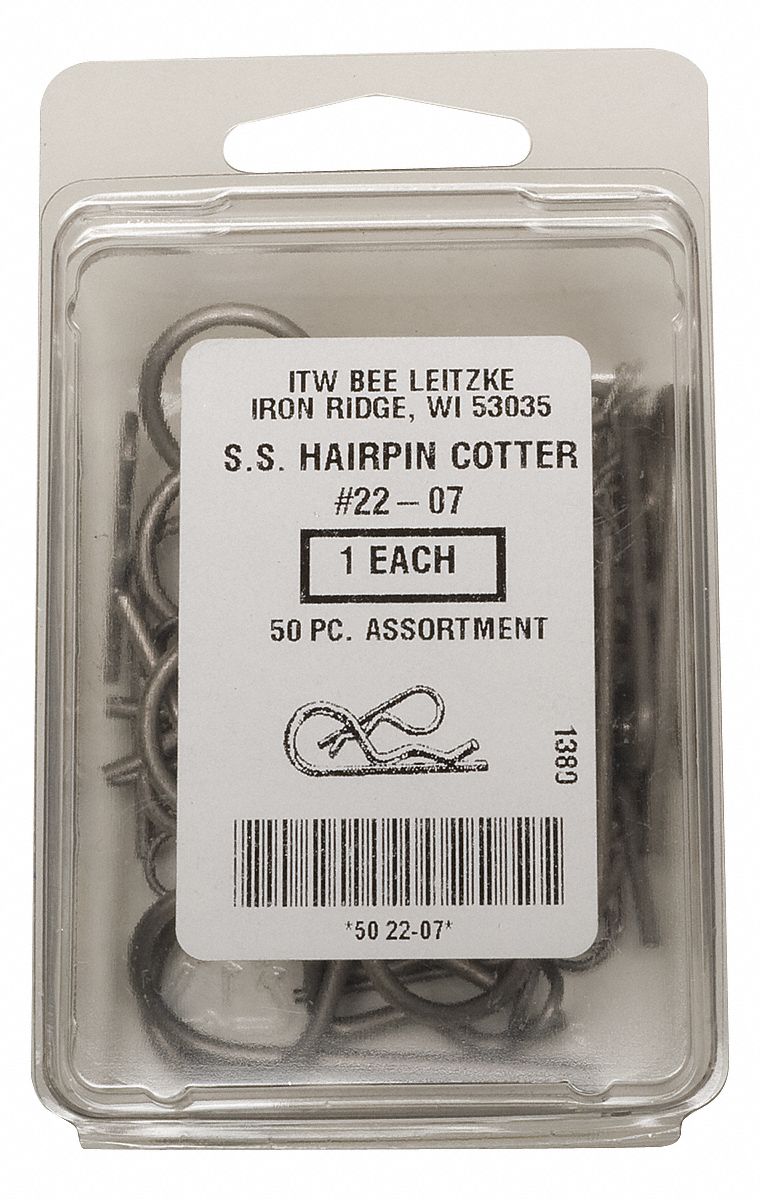 ITW BEE LEITZKE
IRON RIDGE, WI 53035
S.S. HAIRPIN COTTER
#22 – 07
1 EACH
50 PC. ASSORTMENT
1380
*50 22-07*